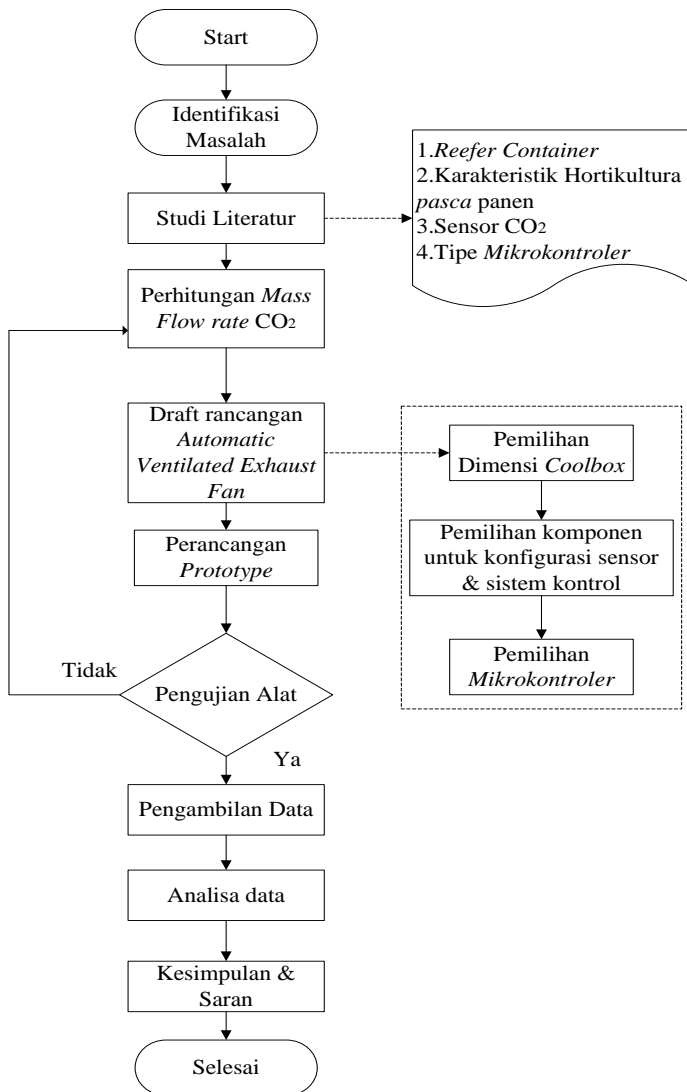 Start
Identifikasi
Masalah
Studi Literatur
1.Reefer Container
2.Karakteristik Hortikultura
pasca panen
3.Sensor CO2
4.Tipe Mikrokontroler
Perhitungan Mass
Flow rate CO2
Draft rancangan
Automatic
Ventilated Exhaust
Fan
Pemilihan
Dimensi Coolbox
Pemilihan komponen
untuk konfigurasi sensor
& sistem kontrol
Pemilihan
Mikrokontroler
Perancangan
Prototype
Pengujian Alat
Tidak
Ya
Pengambilan Data
Analisa data
Kesimpulan &
Saran
Selesai